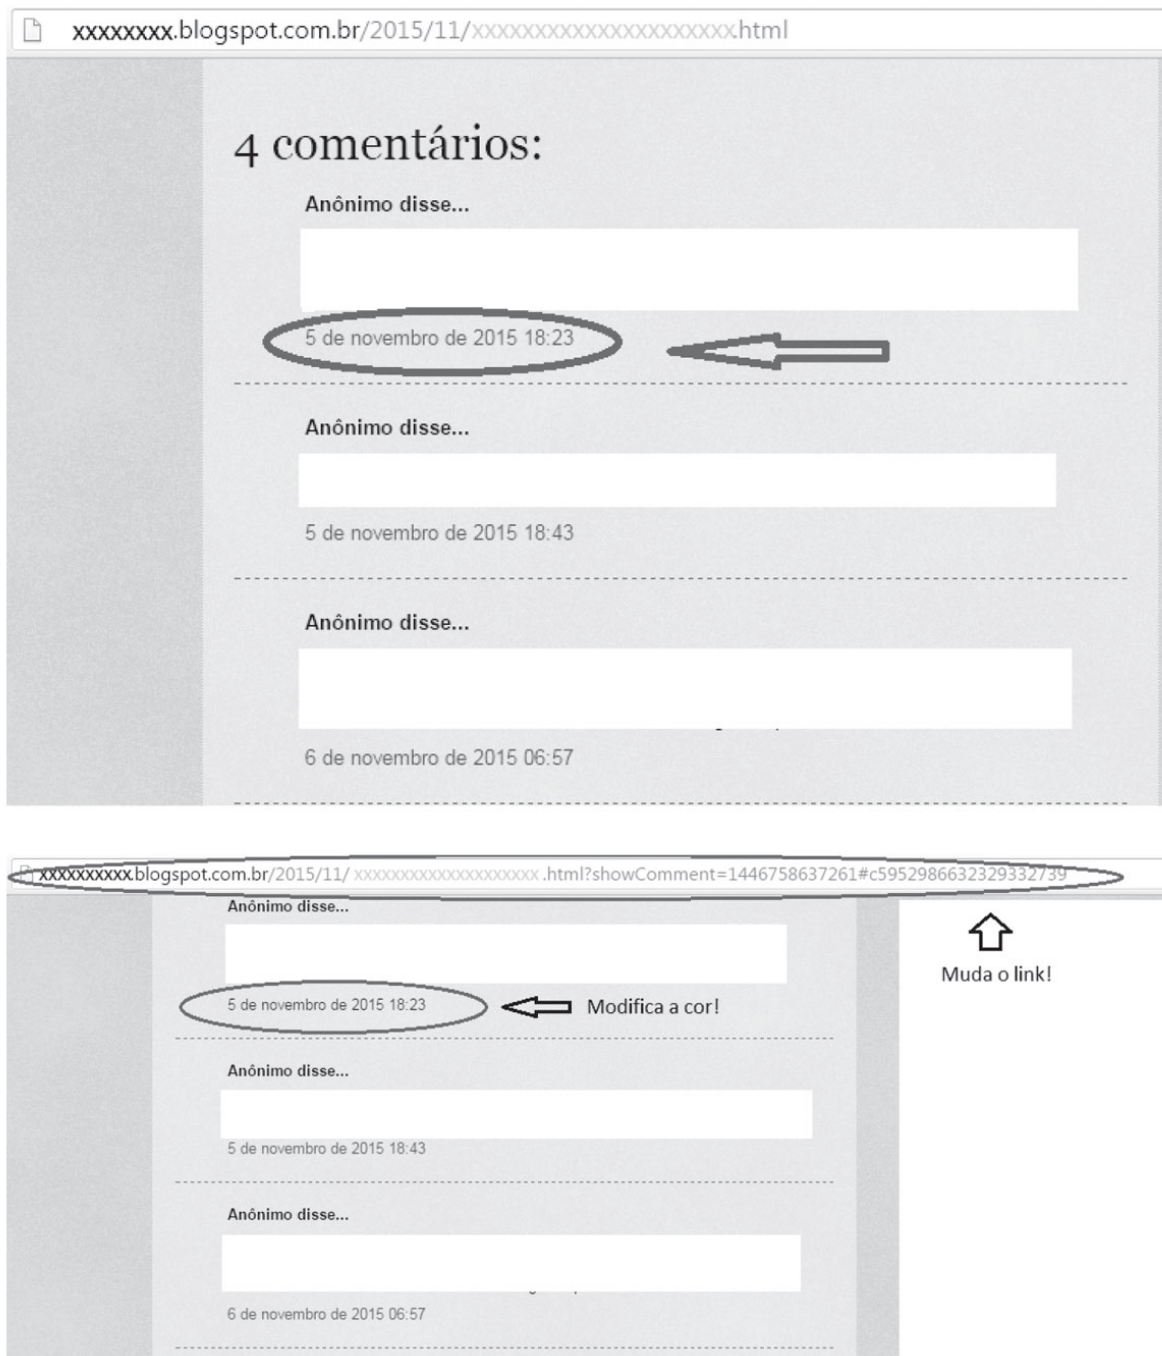 xxxxxxxx.blogspot.com.br/2015/11/xxxxxxxxxxxxxxxxxxxxx.html
4 comentários:
Anônimo disse...
5 de novembro de 2015 18:23
Anônimo disse...
5 de novembro de 2015 18:43
Anônimo disse...
6 de novembro de 2015 06:57
xxxxxxxxxx.blogspot.com.br/2015/11/ xxxxxxxxxxxxxxxxxxxx .html?showComment=1446758637261#c5952986632329332739
Anônimo disse...
Muda o link!
5 de novembro de 2015 18:23
Modifica a cor!
Anônimo disse...
5 de novembro de 2015 18:43
Anônimo disse...
6 de novembro de 2015 06:57